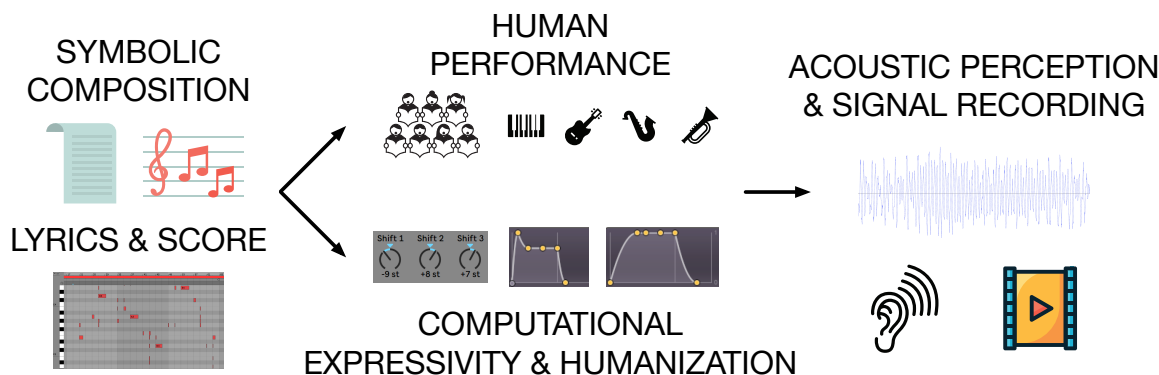 SYMBOLIC
COMPOSITION
LYRICS & SCORE
HUMAN
PERFORMANCE
Shift 1 Shift 2 Shift 3
-9 st +8 st +7 st
COMPUTATIONAL
EXPRESSIVITY & HUMANIZATION
ACOUSTIC PERCEPTION
& SIGNAL RECORDING